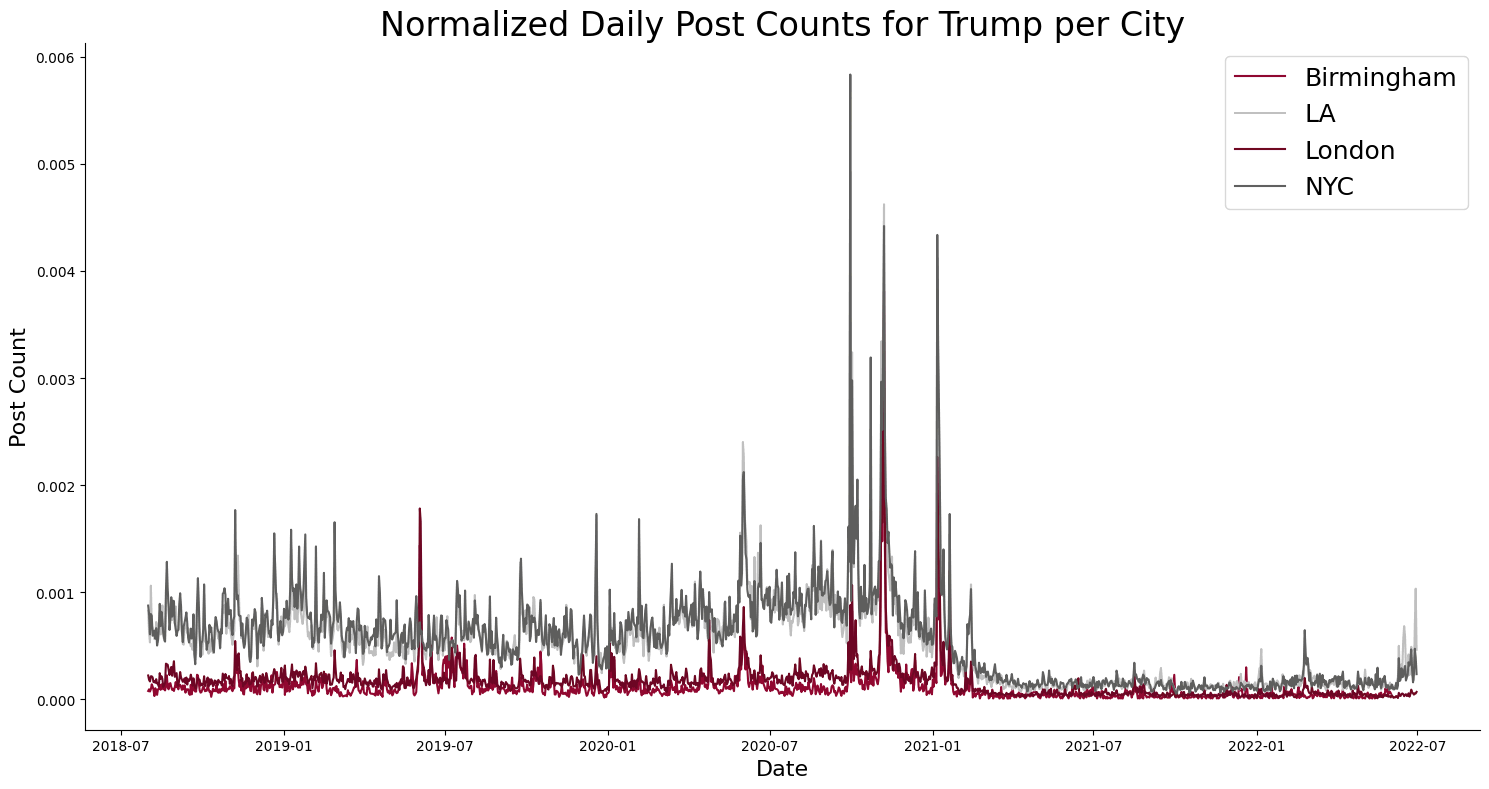 Normalized Daily Post Counts for Trump per City
Birmingham
LA
London
NYC
Post Count
0.006
0.005
0.004
0.003
0.002
0.001
0.000
2018-07 2019-01 2019-07 2020-01 2020-07 2021-01 2021-07 2022-01 2022-07
Date